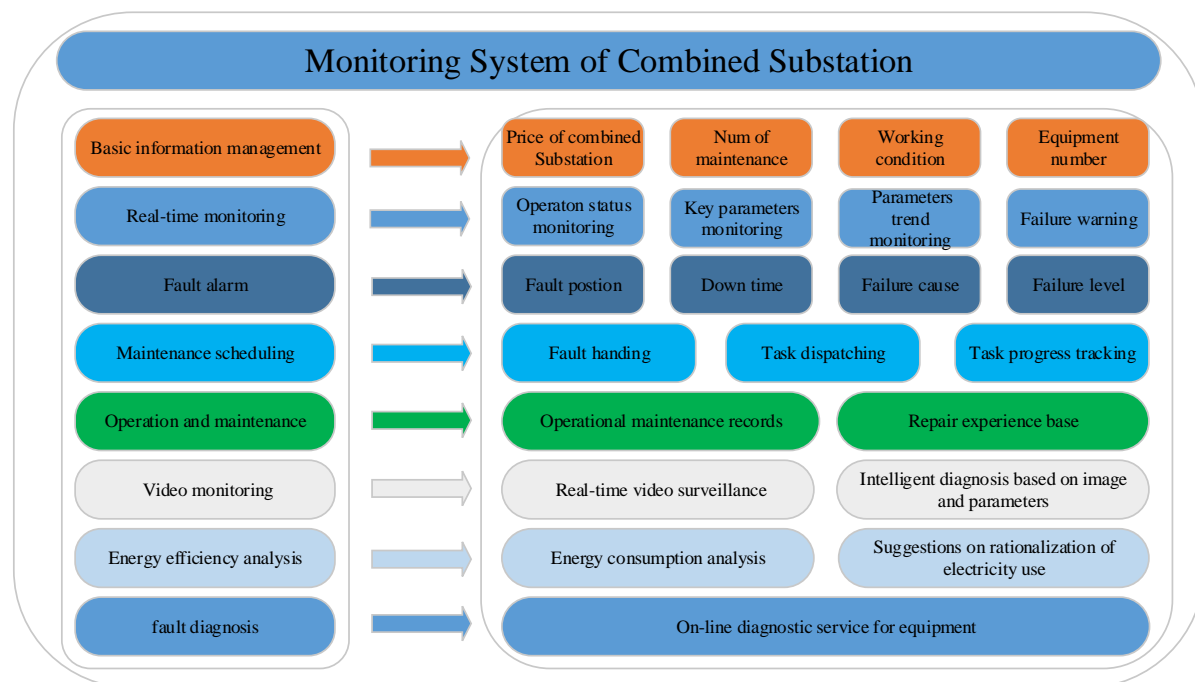 Monitoring System of Combined Substation
Basic information management
Price of combined
Substation
Num of
maintenance
Working
condition
Equipment
number
Real-time monitoring
Operaton status
monitoring
Key parameters
monitoring
Parameters
trend
monitoring
Failure warning
Fault alarm
Fault postion
Down time
Failure cause
Failure level
Maintenance scheduling
Fault handing
Task dispatching
Task progress tracking
Operation and maintenance
Operational maintenance records
Repair experience base
Video monitoring
Real-time video surveillance
Intelligent diagnosis based on image
and parameters
Energy efficiency analysis
Energy consumption analysis
Suggestions on rationalization of
electricity use
fault diagnosis
On-line diagnostic service for equipment